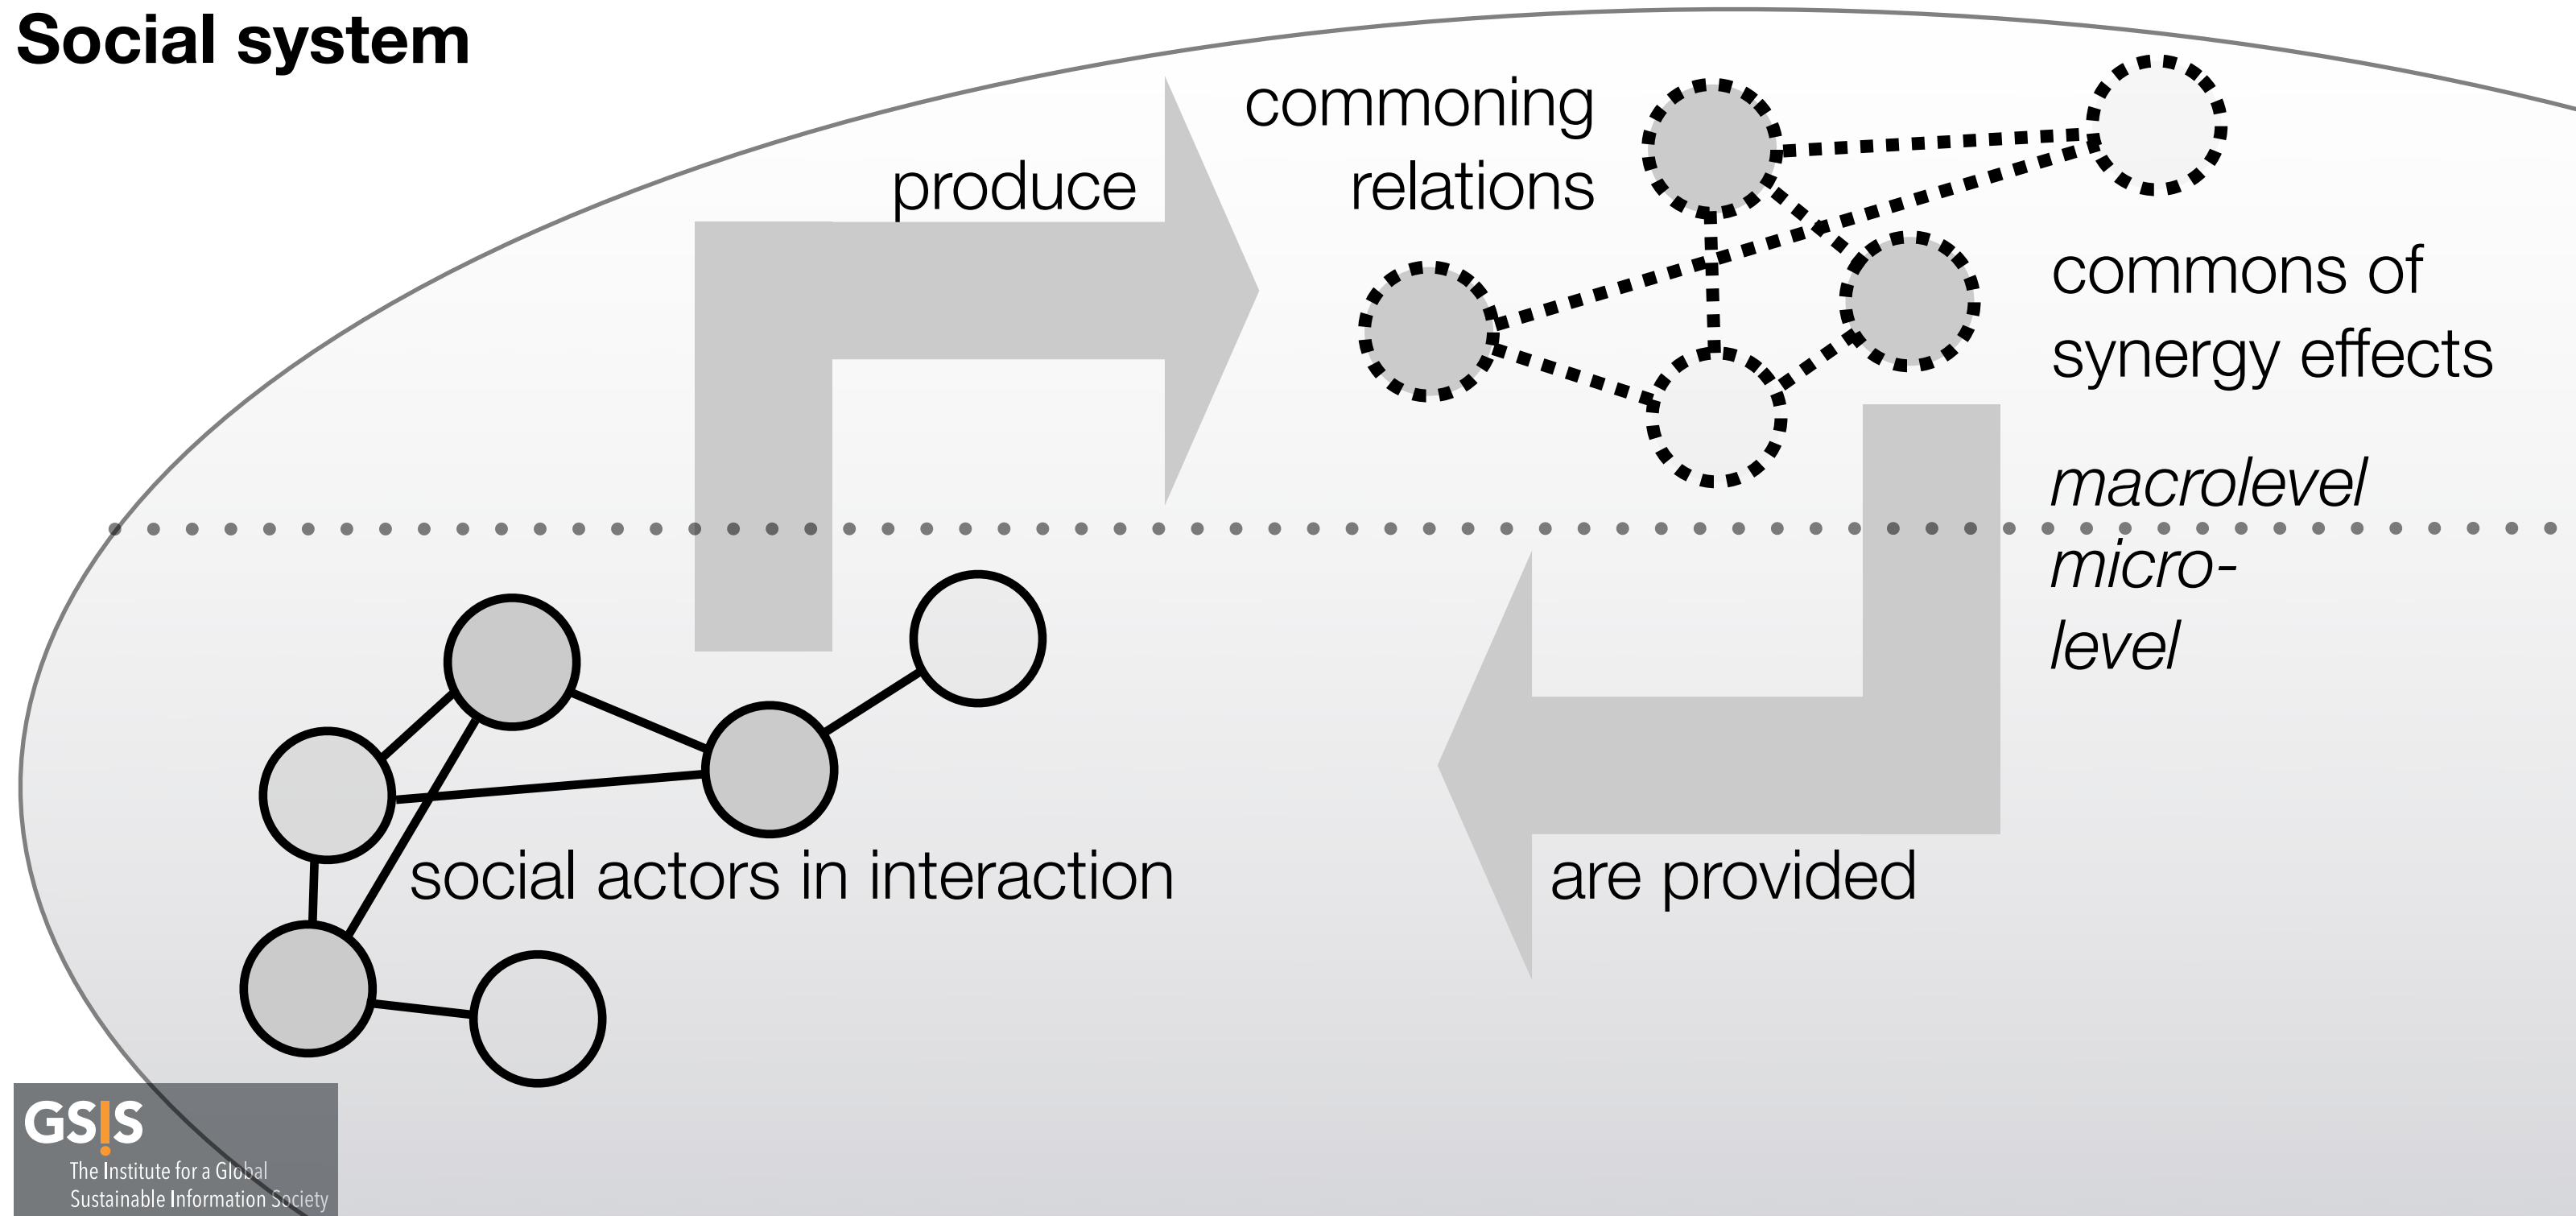 Social system
produce
commoning
relations
commons of
synergy effects
macrolevel
micro-
level
social actors in interaction
are provided
GS!S
The Institute for a Global
Sustainable Information Society